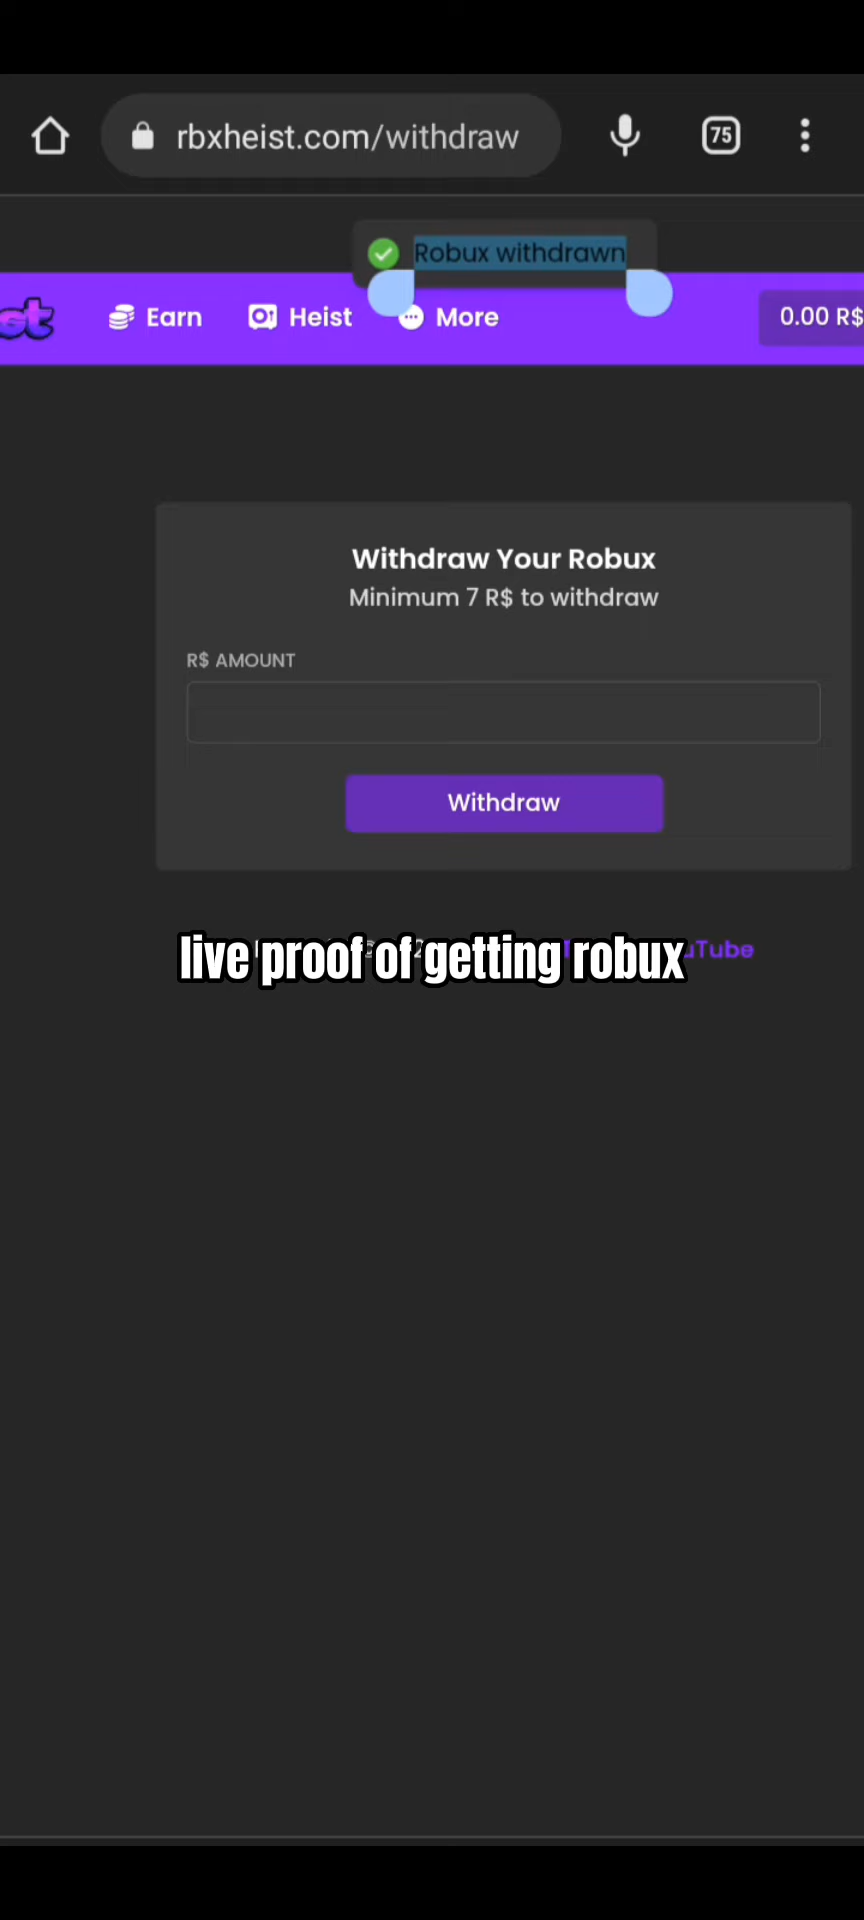 rbxheist.com/withdraw
75
Robux withdrawn
Earn
Heist
More
0.00 R$
Withdraw Your Robux
Minimum 7 R$ to withdraw
R$ AMOUNT
Withdraw
live proof of getting robux